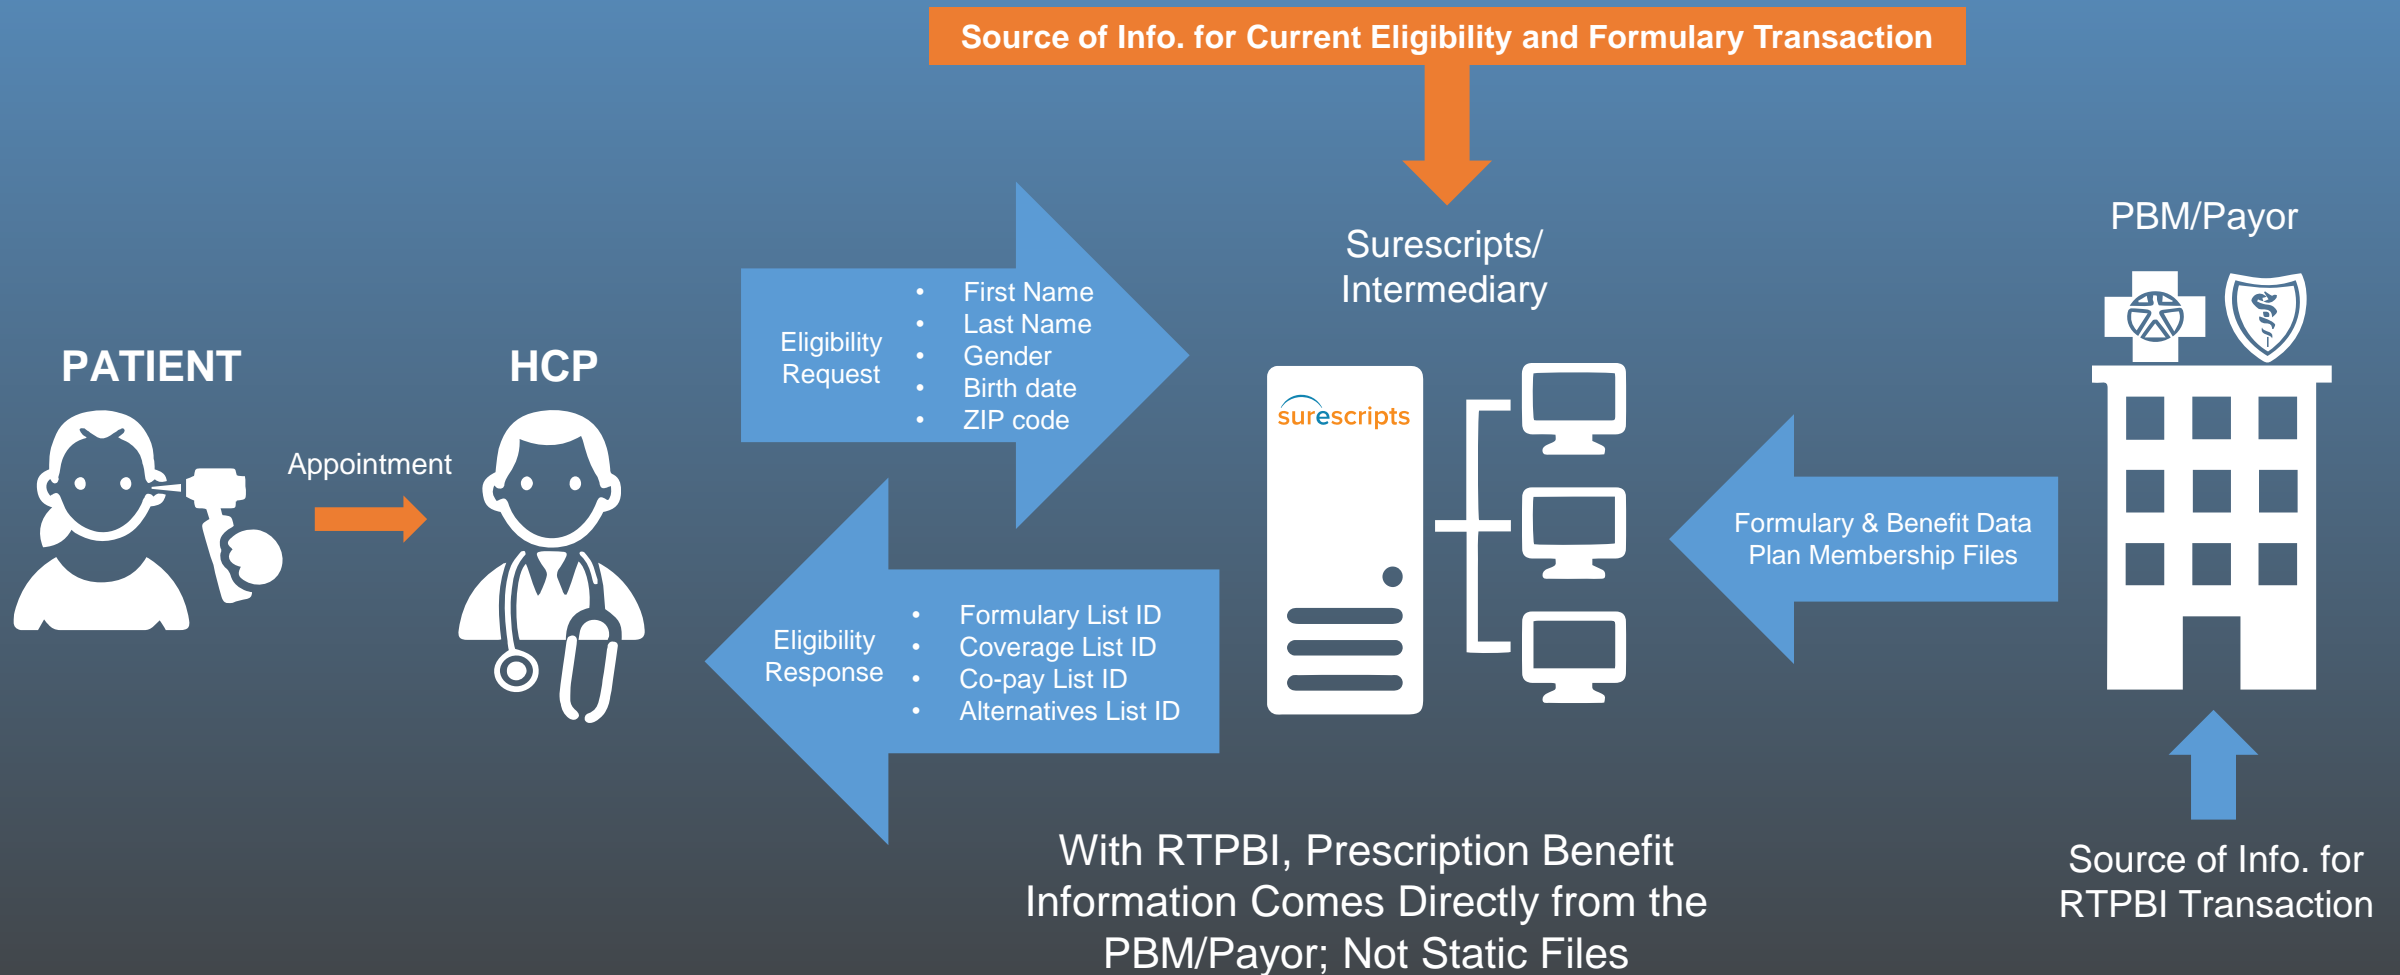 Source of Info. for Current Eligibility and Formulary Transaction
PATIENT
Appointment
HCP
Eligibility
Request
• First Name
• Last Name
• Gender
• Birth date
• ZIP code
Eligibility
Response
• Formulary List ID
• Coverage List ID
• Co-pay List ID
• Alternatives List ID
Surescripts/
Intermediary
surescripts
Formulary & Benefit Data
Plan Membership Files
PBM/Payor
With RTPBI, Prescription Benefit
Information Comes Directly from the
PBM/Payor; Not Static Files
Source of Info. for
RTPBI Transaction